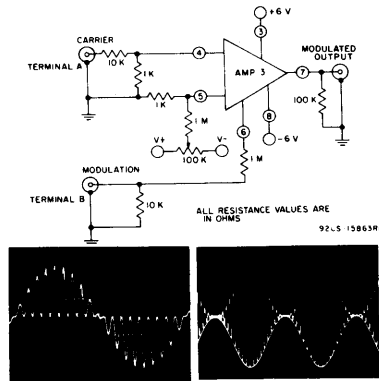 +6 V
CARRIER
3
MODULATED
OUTPUT
4
10 K
TERMINAL A
1 K
AMP 3
7
1 K
5
100 K
1 M
6
8
V+
V-
-6 V
100 K
1 M
MODULATION
TERMINAL B
10 K
ALL RESISTANCE VALUES ARE
IN OHMS
92CS-15863R